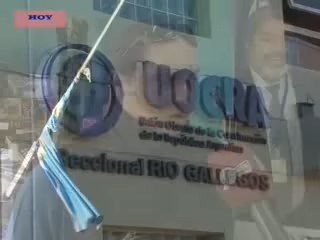 HOY
UOCRA
Unión Obrera de la Construcción
de la República Argentina
Seccional RIO GALLEGOS